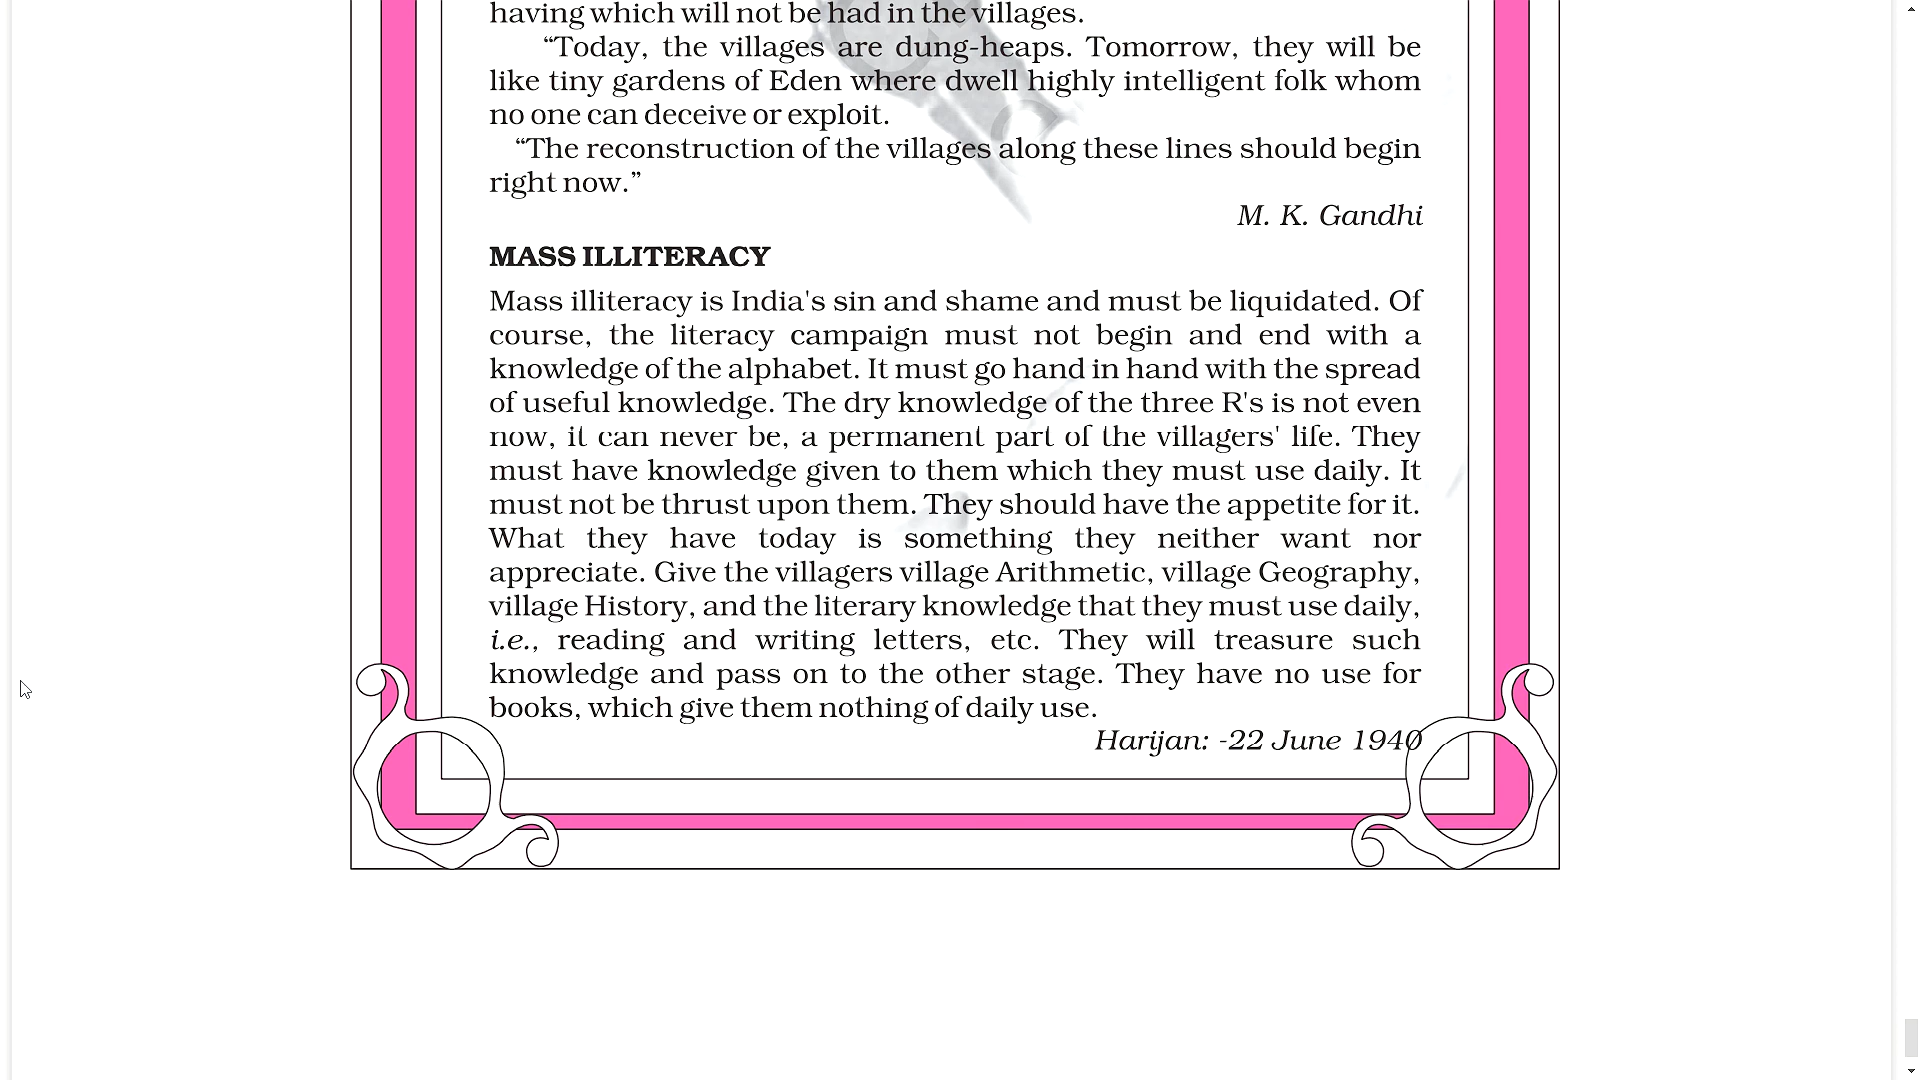 having which will not be had in the villages.
“Today, the villages are dung-heaps. Tomorrow, they will be
like tiny gardens of Eden where dwell highly intelligent folk whom
no one can deceive or exploit.
“The reconstruction of the villages along these lines should begin
right now.”
M. K. Gandhi
MASS ILLITERACY
Mass illiteracy is India's sin and shame and must be liquidated. Of
course, the literacy campaign must not begin and end with a
knowledge of the alphabet. It must go hand in hand with the spread
of useful knowledge. The dry knowledge of the three R's is not even
now, it can never be, a permanent part of the villagers' life. They
must have knowledge given to them which they must use daily. It
must not be thrust upon them. They should have the appetite for it.
What they have today is something they neither want nor
appreciate. Give the villagers village Arithmetic, village Geography,
village History, and the literary knowledge that they must use daily,
i.e., reading and writing letters, etc. They will treasure such
knowledge and pass on to the other stage. They have no use for
books, which give them nothing of daily use.
Harijan: -22 June 1940